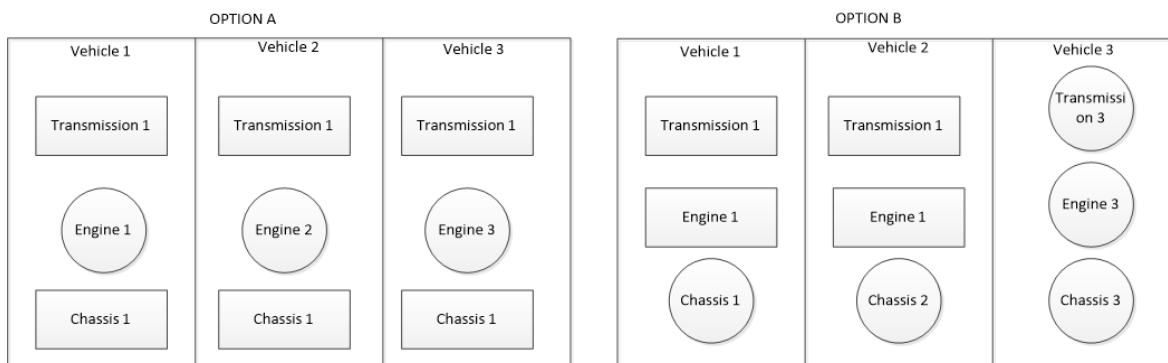 OPTION A
Vehicle 1
Vehicle 2
Vehicle 3
Transmission 1
Transmission 1
Transmission 1
Engine 1
Engine 2
Engine 3
Chassis 1
Chassis 1
Chassis 1
OPTION B
Vehicle 1
Vehicle 2
Vehicle 3
Transmission 1
Transmission 1
Transmissi
on 3
Engine 1
Engine 1
Engine 3
Chassis 1
Chassis 2
Chassis 3